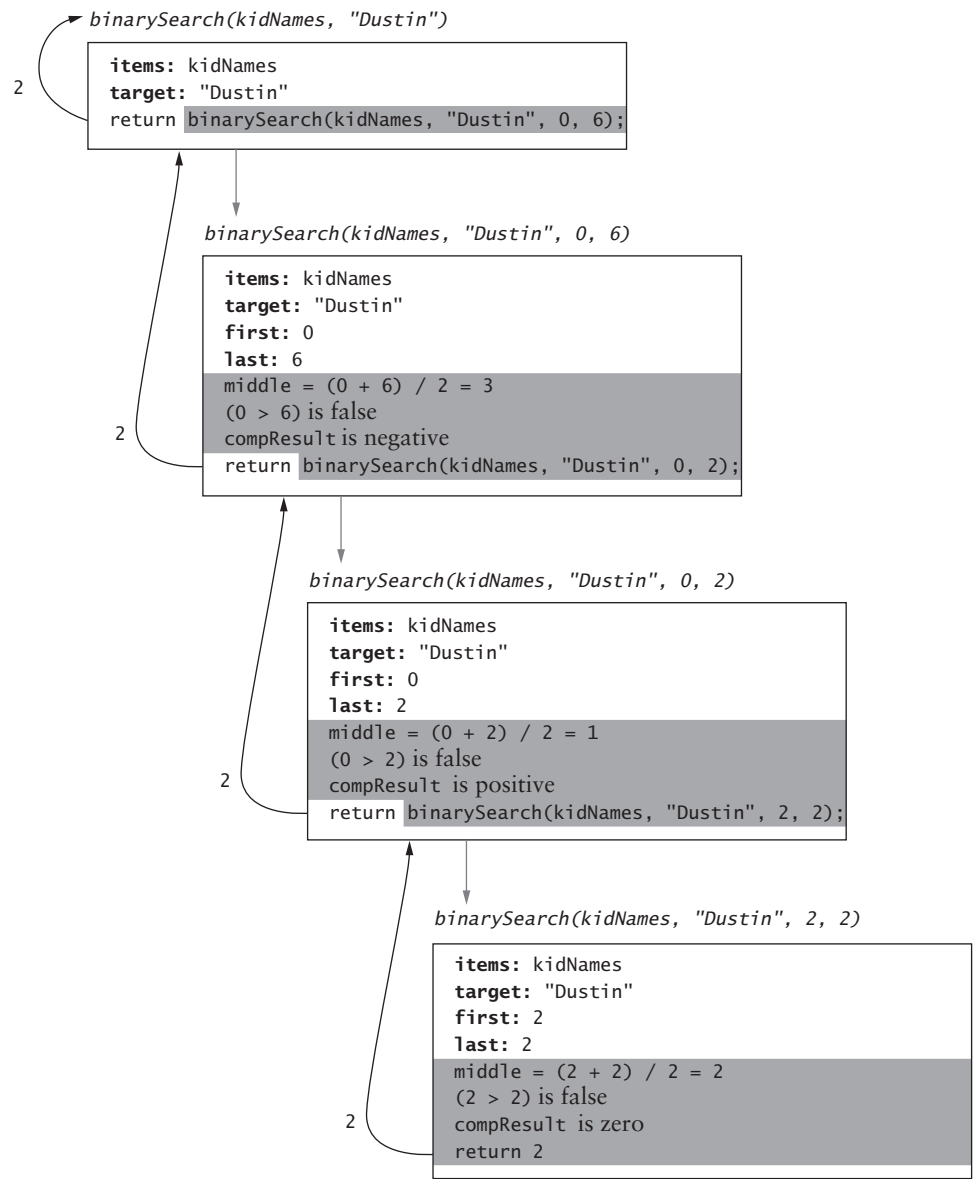 binarySearch(kidNames, "Dustin")
items: kidNames
target: "Dustin"
return binarySearch(kidNames, "Dustin", 0, 6);
2
binarySearch(kidNames, "Dustin", 0, 6)
items: kidNames
target: "Dustin"
first: 0
last: 6
middle = (0 + 6) / 2 = 3
(0 > 6) is false
compResult is negative
return binarySearch(kidNames, "Dustin", 0, 2);
2
binarySearch(kidNames, "Dustin", 0, 2)
items: kidNames
target: "Dustin"
first: 0
last: 2
middle = (0 + 2) / 2 = 1
(0 > 2) is false
compResult is positive
return binarySearch(kidNames, "Dustin", 2, 2);
2
binarySearch(kidNames, "Dustin", 2, 2)
items: kidNames
target: "Dustin"
first: 2
last: 2
middle = (2 + 2) / 2 = 2
(2 > 2) is false
compResult is zero
return 2
2